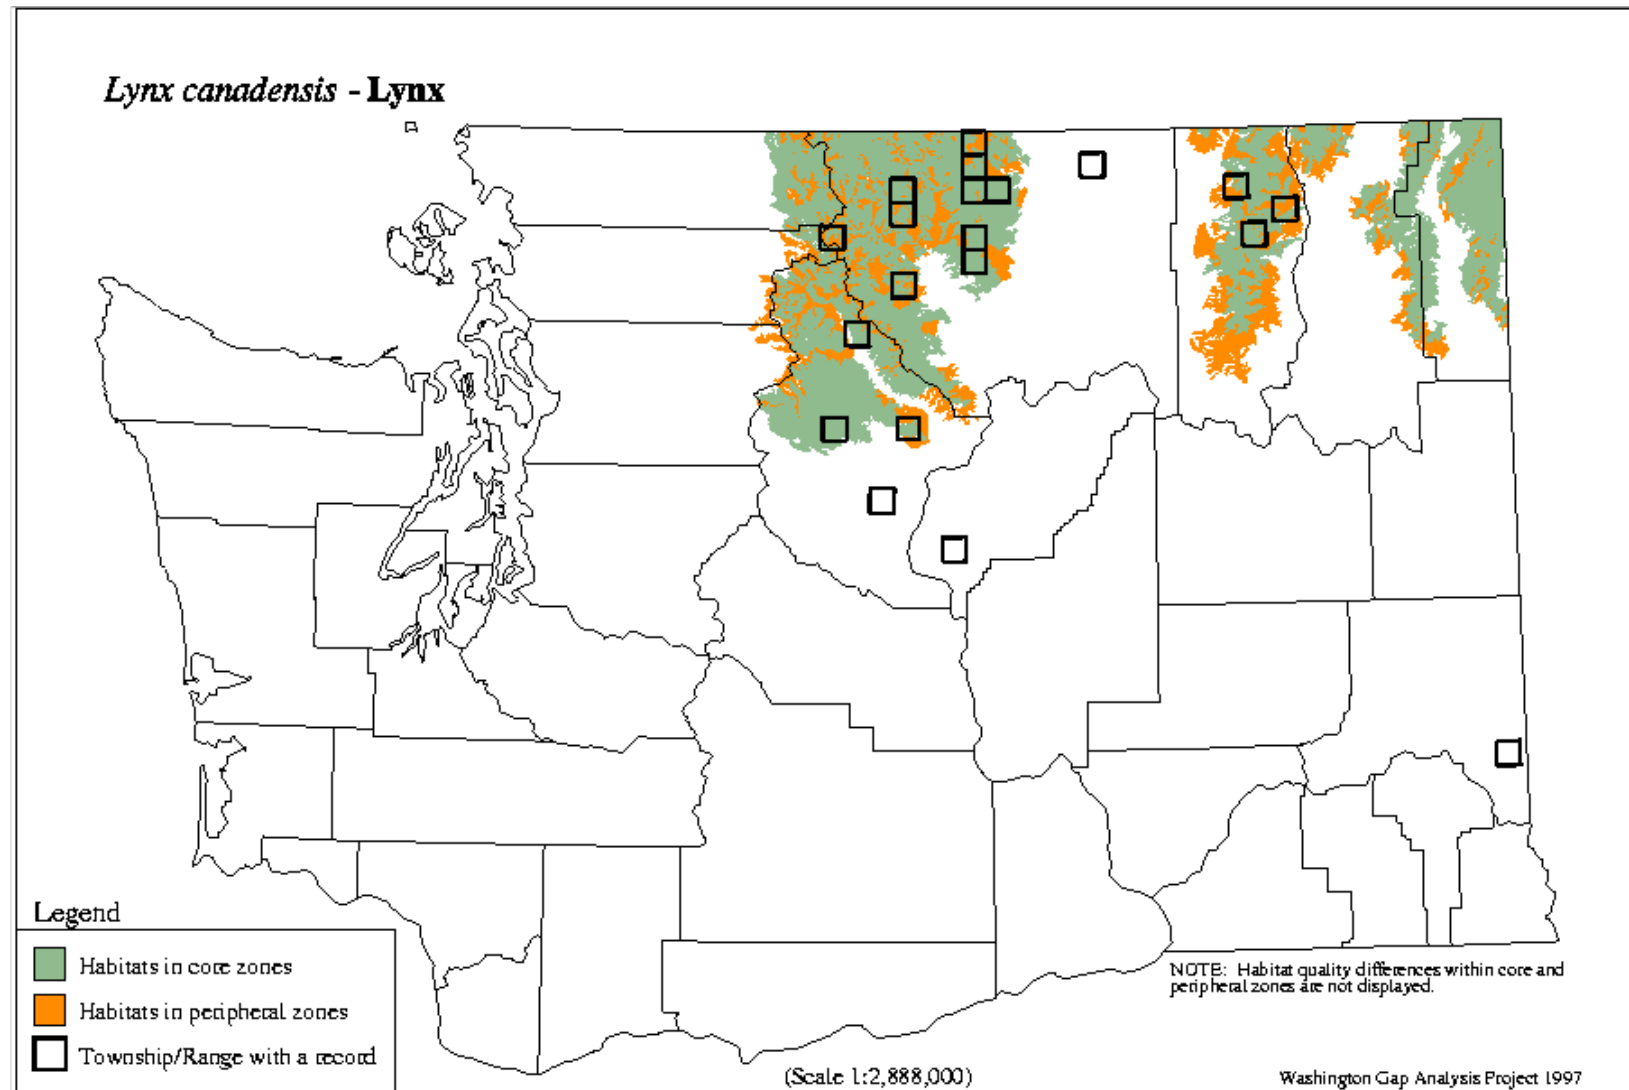 Lynx canadensis - Lynx
Legend
Habitats in core zones
Habitats in peripheral zones
Township/Range with a record
NOTE: Habitat quality differences within core and
peripheral zones are not displayed.
(Scale 1:2,888,000)
Washington Gap Analysis Project 1997